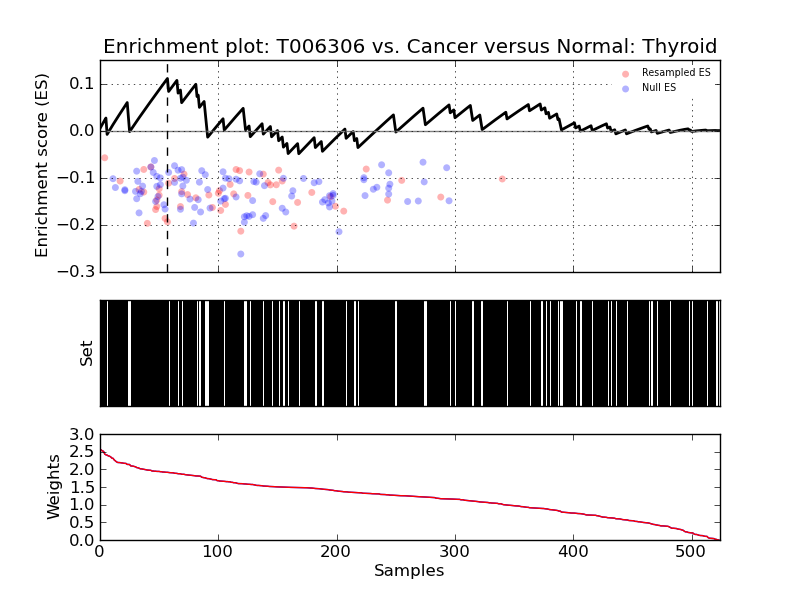 Enrichment plot: T006306 vs. Cancer versus Normal: Thyroid
Enrichment score (ES)
0.1
0.0
−0.1
−0.2
−0.3
Resampled ES
Null ES
Set
Weights
3.0
2.5
2.0
1.5
1.0
0.5
0.0
0 100 200 300 400 500
Samples